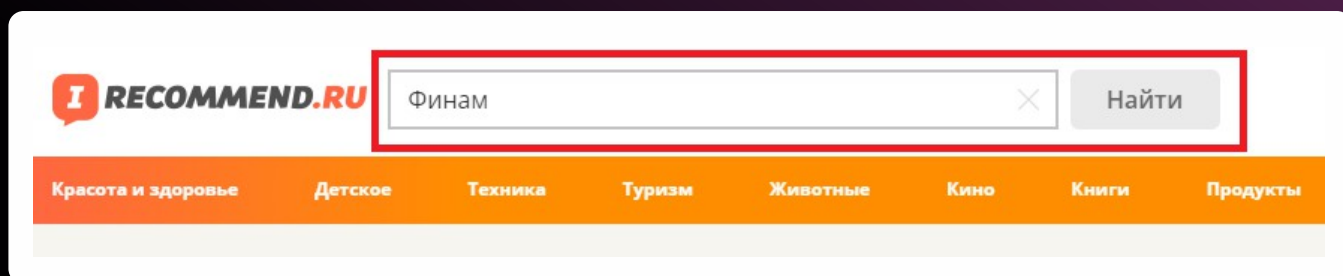 I RECOMMEND.RU Финам Найти
Красота и здоровье Детское Техника Туризм Животные Кино Книги Продукты